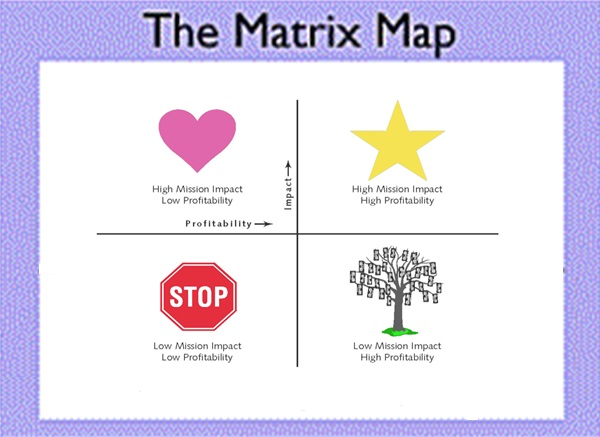 The Matrix Map
High Mission Impact
Low Profitability
High Mission Impact
High Profitability
Impact
Profitability
STOP
Low Mission Impact
Low Profitability
Low Mission Impact
High Profitability